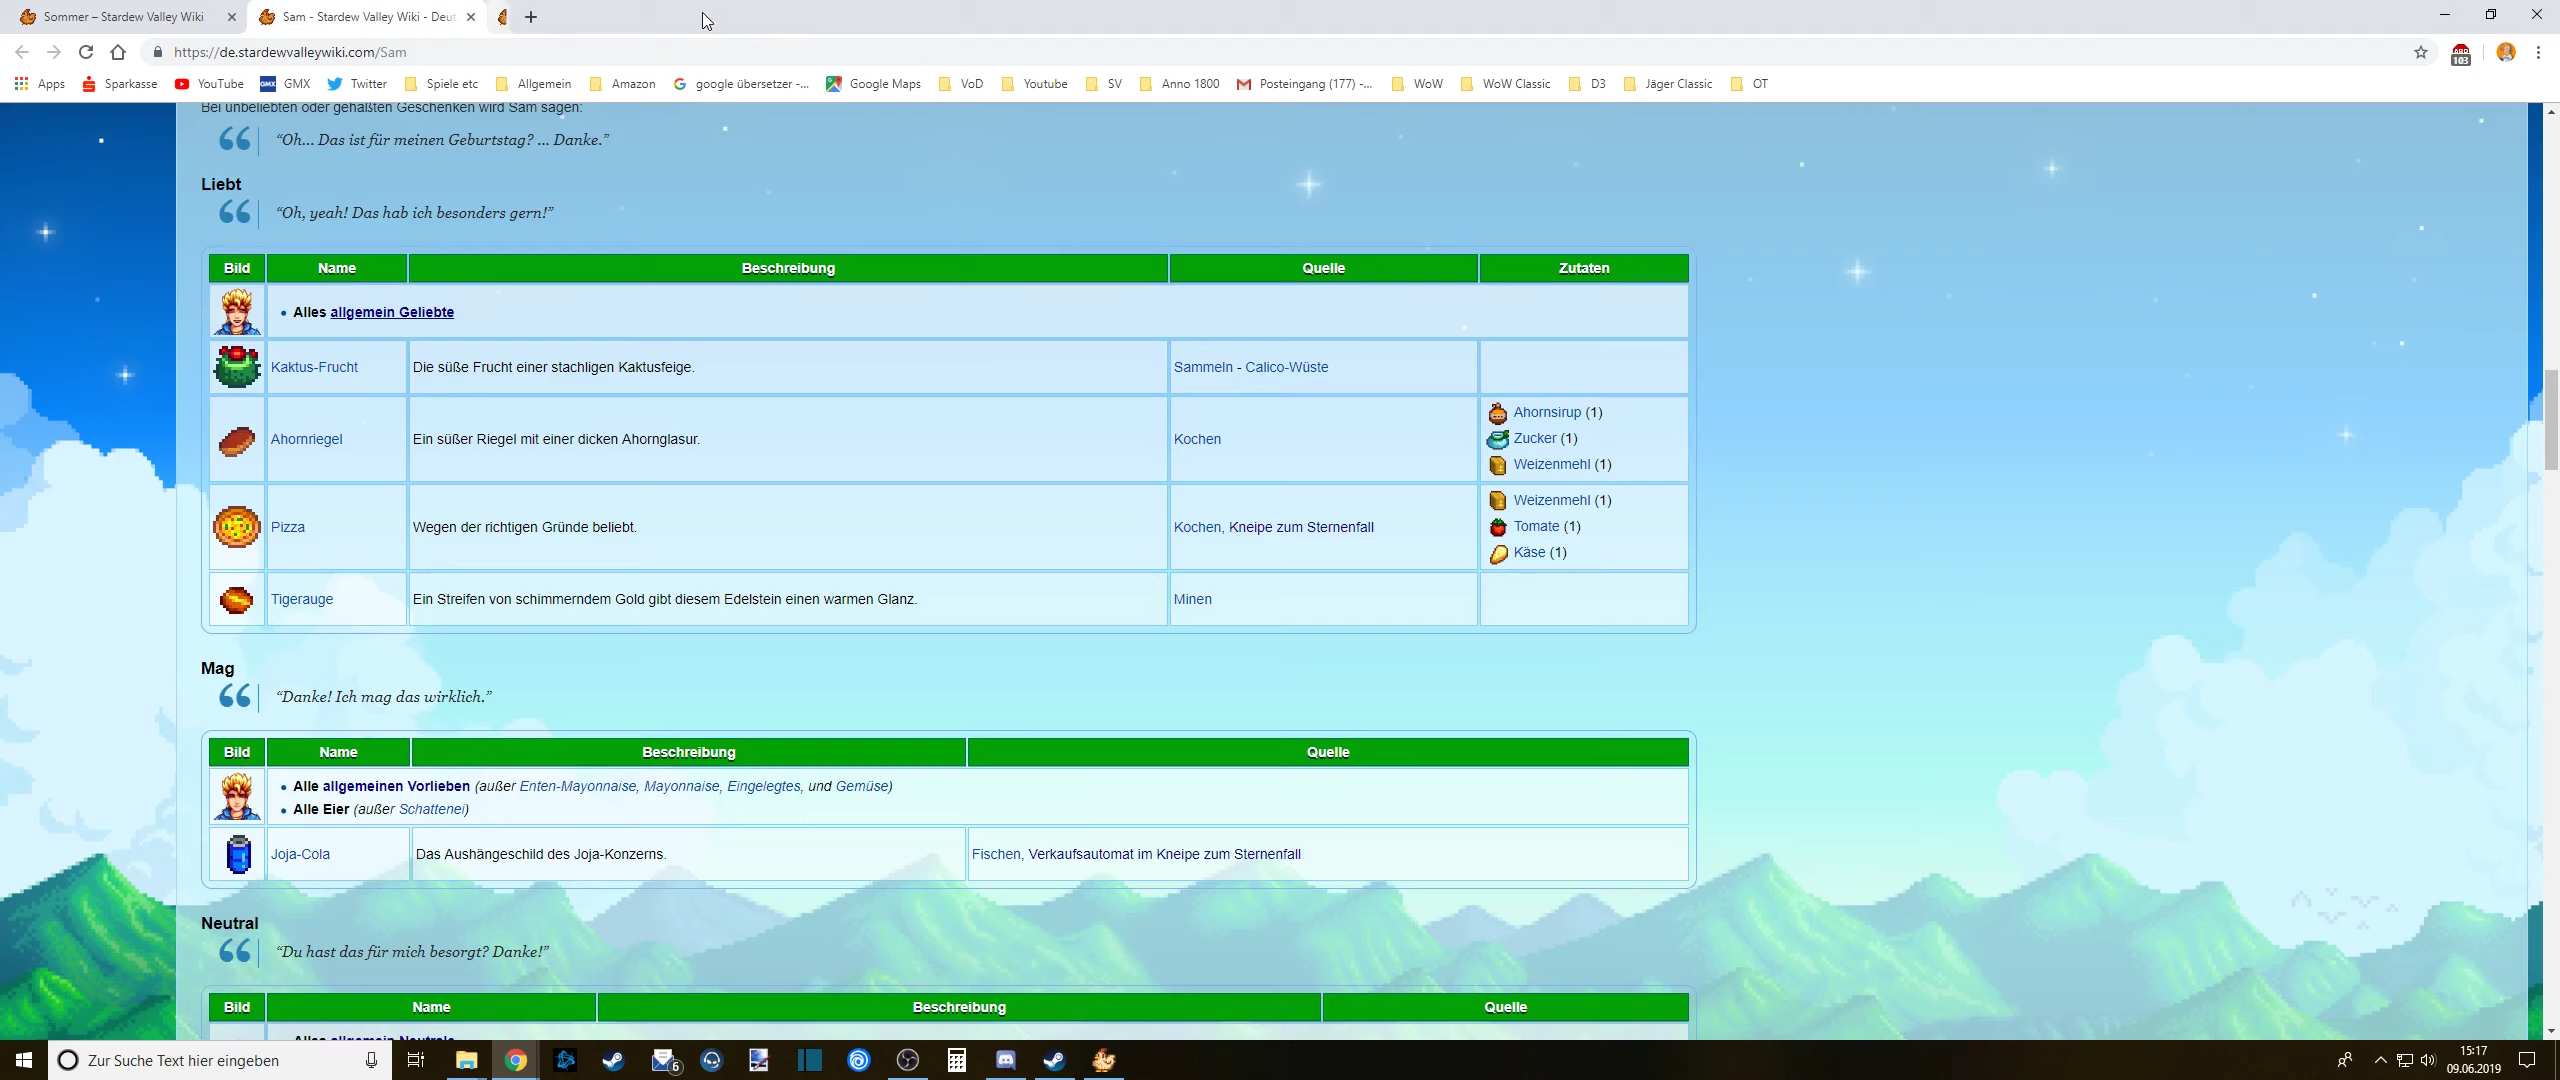 Sommer – Stardew Valley Wiki
Sam - Stardew Valley Wiki - Deut
https://de.stardewvalleywiki.com/Sam
ABP
103
Apps Sparkasse YouTube GMX GMX Twitter Spiele etc Allgemein Amazon google übersetzer -... Google Maps VoD Youtube SV Anno 1800 Posteingang (177) -... WoW WoW Classic D3 Jäger Classic OT
Bei unbeliebten oder gehaßten Geschenken wird Sam sagen:
“Oh... Das ist für meinen Geburtstag? ... Danke.”
Liebt
“Oh, yeah! Das hab ich besonders gern!”
Bild Name Beschreibung Quelle Zutaten
Alles allgemein Geliebte
Kaktus-Frucht Die süße Frucht einer stachligen Kaktusfeige. Sammeln - Calico-Wüste
Ahornriegel Ein süßer Riegel mit einer dicken Ahornglasur. Kochen
Ahornsirup (1)
Zucker (1)
Weizenmehl (1)
Pizza Wegen der richtigen Gründe beliebt. Kochen, Kneipe zum Sternenfall
Weizenmehl (1)
Tomate (1)
Käse (1)
Tigerauge Ein Streifen von schimmerndem Gold gibt diesem Edelstein einen warmen Glanz. Minen
Mag
“Danke! Ich mag das wirklich.”
Bild Name Beschreibung Quelle
Alle allgemeinen Vorlieben (außer Enten-Mayonnaise, Mayonnaise, Eingelegtes, und Gemüse)
Alle Eier (außer Schattenei)
Joja-Cola Das Aushängeschild des Joja-Konzerns. Fischen, Verkaufsautomat im Kneipe zum Sternenfall
Neutral
“Du hast das für mich besorgt? Danke!”
Bild Name Beschreibung Quelle
Alles allgemein Neutrale
Zur Suche Text hier eingeben
6
15:17
09.06.2019